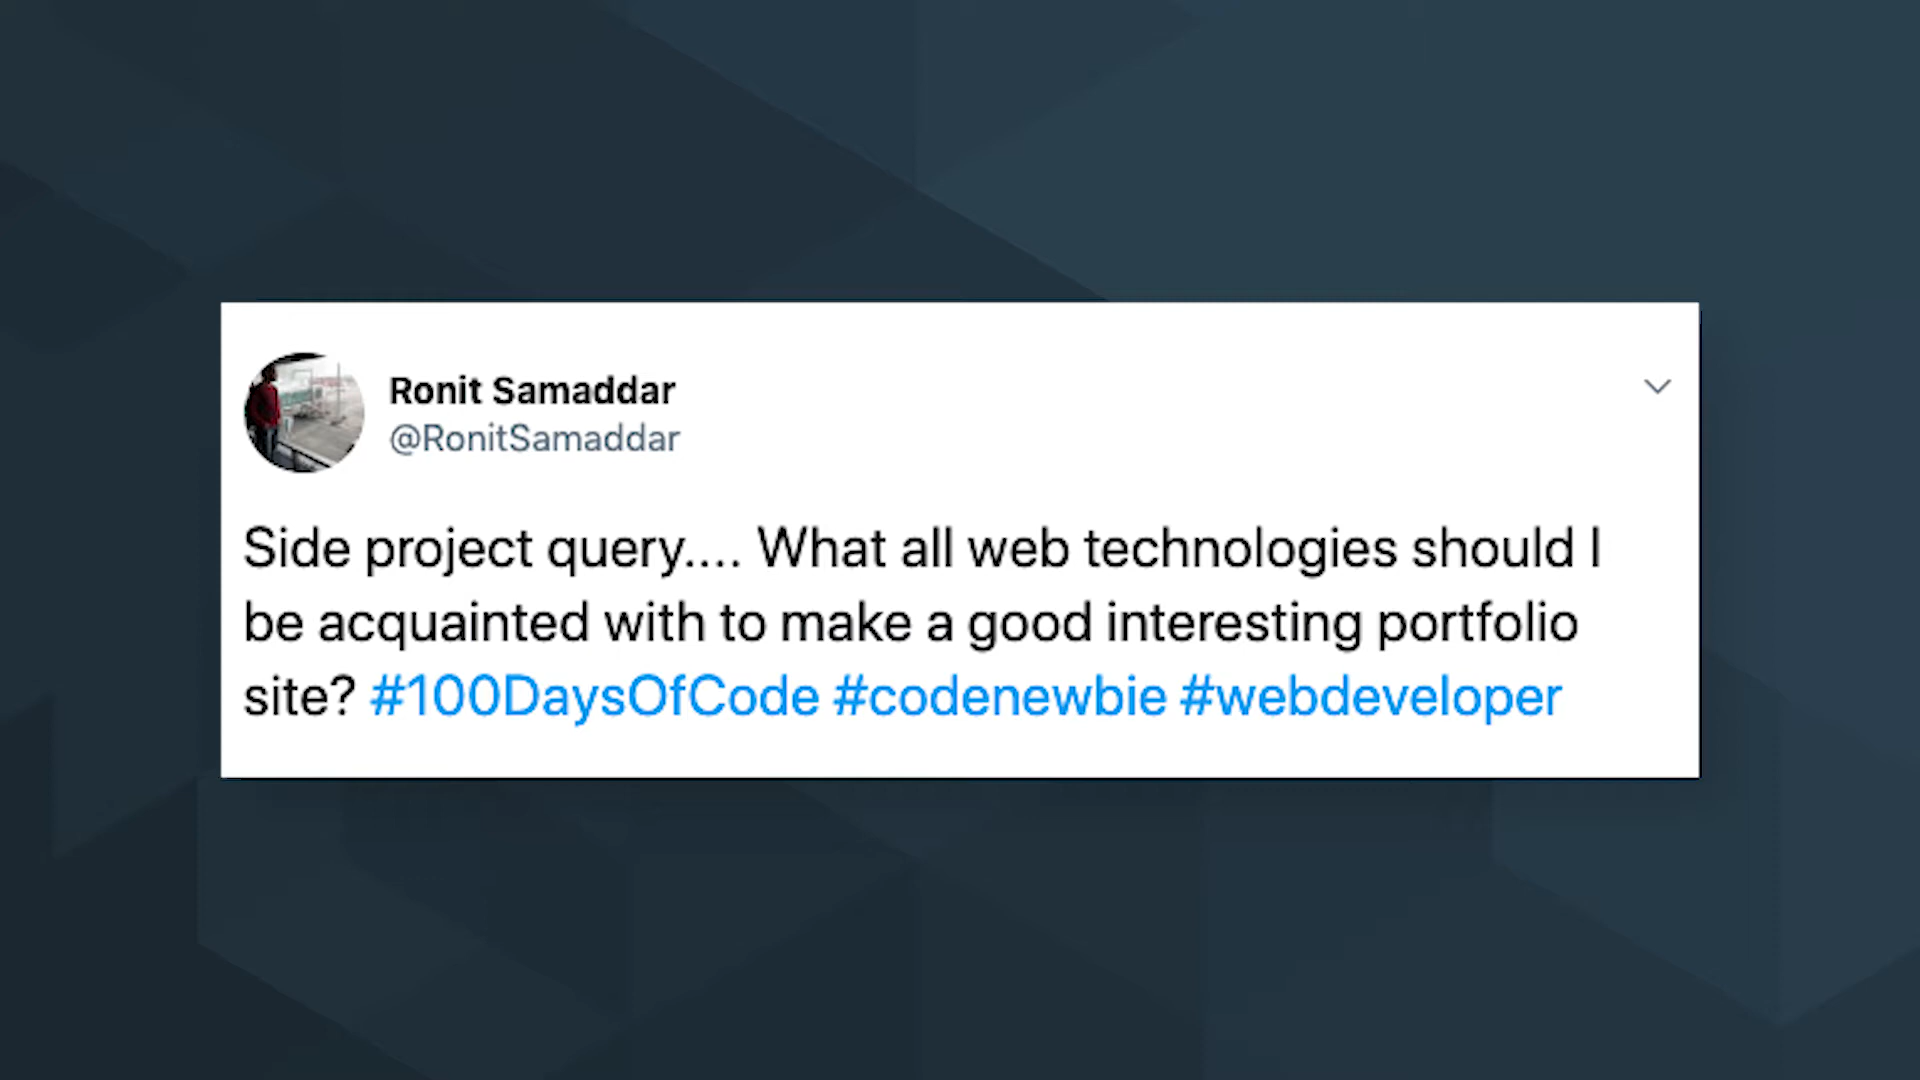 Ronit Samaddar
@RonitSamaddar
Side project query.... What all web technologies should I
be acquainted with to make a good interesting portfolio
site? #100DaysOfCode #codenewbie #webdeveloper